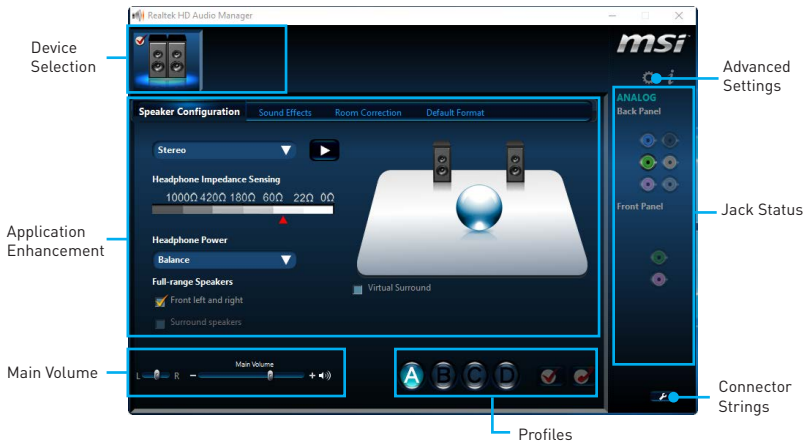 Realtek HD Audio Manager
msi
Device
Selection
i
Advanced
Settings
ANALOG
Back Panel
Speaker Configuration Sound Effects Room Correction Default Format
Stereo
Headphone Impedance Sensing
1000Ω 420Ω 180Ω 60Ω 22Ω 0Ω
Front Panel
Jack Status
Application
Enhancement
Headphone Power
Balance
Full-range Speakers
Front left and right
Virtual Surround
Surround speakers
Main Volume
Main Volume
L R - +
A B C D
Connector
Strings
Profiles